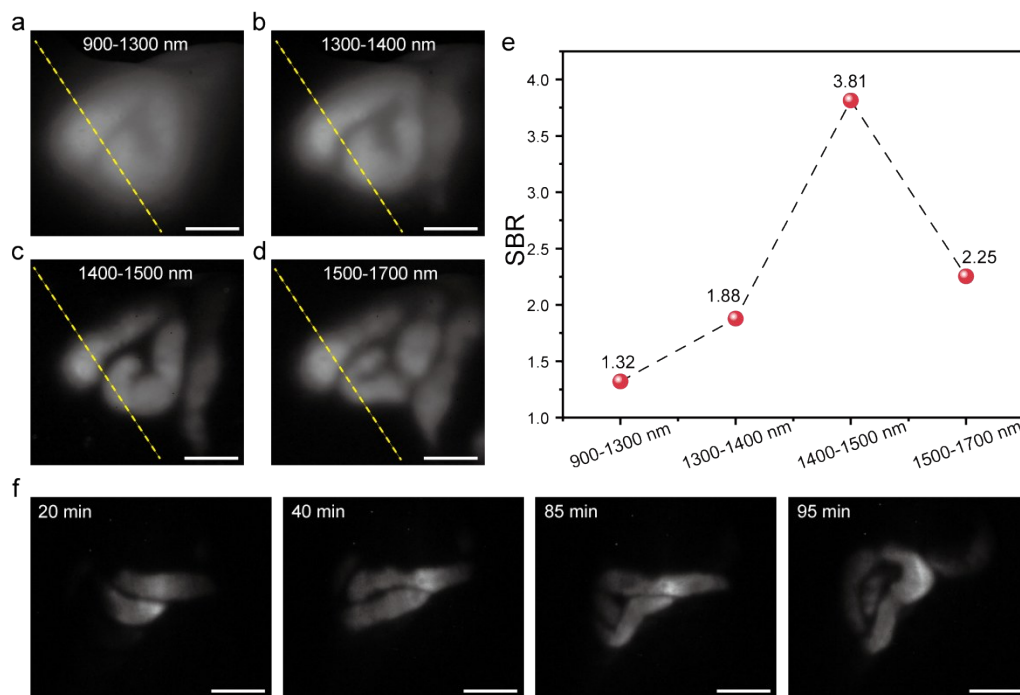 a
900-1300 nm
b
1300-1400 nm
c
1400-1500 nm
d
1500-1700 nm
e
SBR
4.0
3.5
3.0
2.5
2.0
1.5
1.0
1.32
1.88
3.81
2.25
900-1300 nm
1300-1400 nm
1400-1500 nm
1500-1700 nm
f
20 min
40 min
85 min
95 min